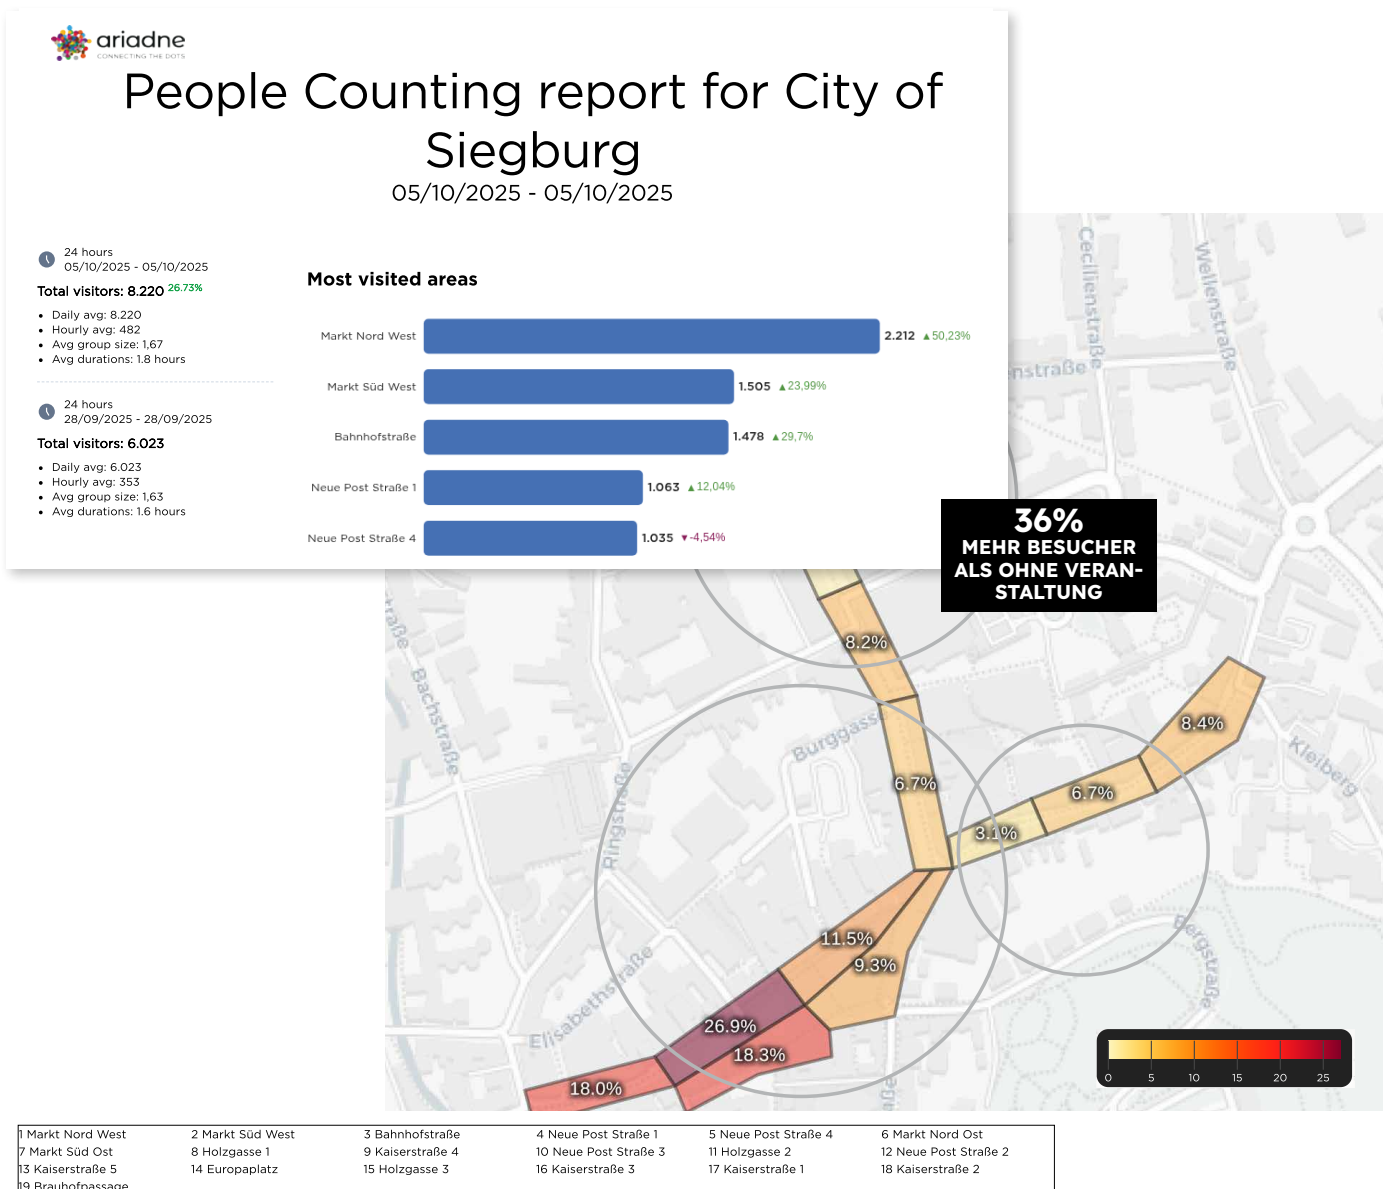 ariadne
CONNECTING THE DOTS
People Counting report for City of
Siegburg
05/10/2025 - 05/10/2025
24 hours
05/10/2025 - 05/10/2025
Total visitors: 8.220 26.73%
• Daily avg: 8.220
• Hourly avg: 482
• Avg group size: 1,67
• Avg durations: 1.8 hours
24 hours
28/09/2025 - 28/09/2025
Total visitors: 6.023
• Daily avg: 6.023
• Hourly avg: 353
• Avg group size: 1,63
• Avg durations: 1.6 hours
Most visited areas
Markt Nord West 2.212 ▲50,23%
Markt Süd West 1.505 ▲23,99%
Bahnhofstraße 1.478 ▲29,7%
Neue Post Straße 1 1.063 ▲12,04%
Neue Post Straße 4 1.035 ▼-4,54%
36%
MEHR BESUCHER
ALS OHNE VERAN-
STALTUNG
Cecilienstraße
Wellenstraße
nstraße
raße
Bachstraße
Ringstraße
Burggasse
Elisabethstraße
Kleiberg
Bergstraße
aße
8.2%
6.7%
8.4%
6.7%
3.1%
11.5%
9.3%
26.9%
18.3%
18.0%
0 5 10 15 20 25
1 Markt Nord West 2 Markt Süd West 3 Bahnhofstraße 4 Neue Post Straße 1 5 Neue Post Straße 4 6 Markt Nord Ost
7 Markt Süd Ost 8 Holzgasse 1 9 Kaiserstraße 4 10 Neue Post Straße 3 11 Holzgasse 2 12 Neue Post Straße 2
13 Kaiserstraße 5 14 Europaplatz 15 Holzgasse 3 16 Kaiserstraße 3 17 Kaiserstraße 1 18 Kaiserstraße 2
19 Brauhofpassage